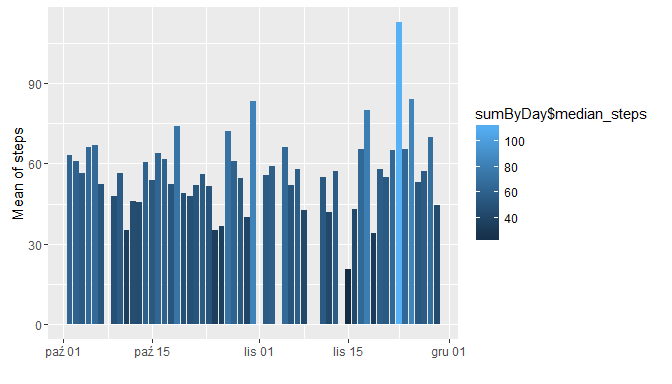 Mean of steps
90
60
30
0
paź 01
paź 15
lis 01
lis 15
gru 01
sumByDay$median_steps
100
80
60
40